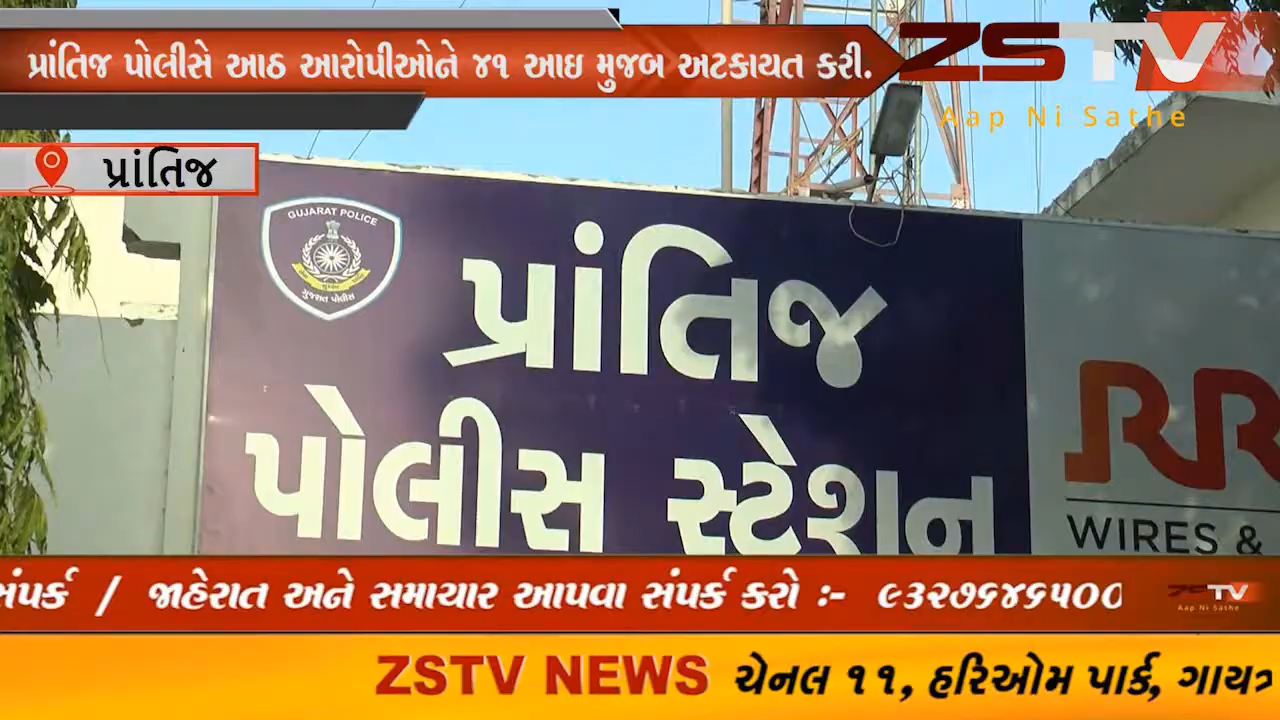 પ્રાંતિજ પોલીસે આઠ આરોપીઓને ૪૧ આઇ મુજબ અટકાયત કરી.
ZSTV
Aap Ni Sathe
પ્રાંતિજ
GUJARAT POLICE
ગુજરાત પોલીસ
પ્રાંતિજ
પોલીસ સ્ટેશન
RR
WIRES &
સંપર્ક / જાહેરાત અને સમાચાર આપવા સંપર્ક કરો :- ૯૩૨૭૬૪૬૫૦૦
ZSTV
Aap Ni Sathe
ZSTV NEWS ચેનલ ૧૧, હરિઓમ પાર્ક, ગાયત્ર